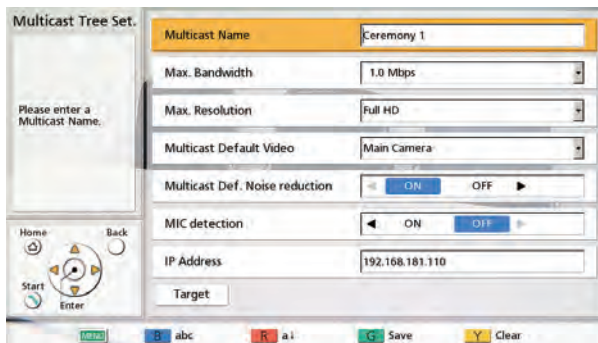 Multicast Tree Set.
Please enter a
Multicast Name.
Multicast Name Ceremony 1
Max. Bandwidth 1.0 Mbps
Max. Resolution Full HD
Multicast Default Video Main Camera
Multicast Def. Noise reduction ON OFF
MIC detection ON OFF
IP Address 192.168.181.110
Target
Home Back
Start Enter
MENU B abc R a↓ G Save Y Clear